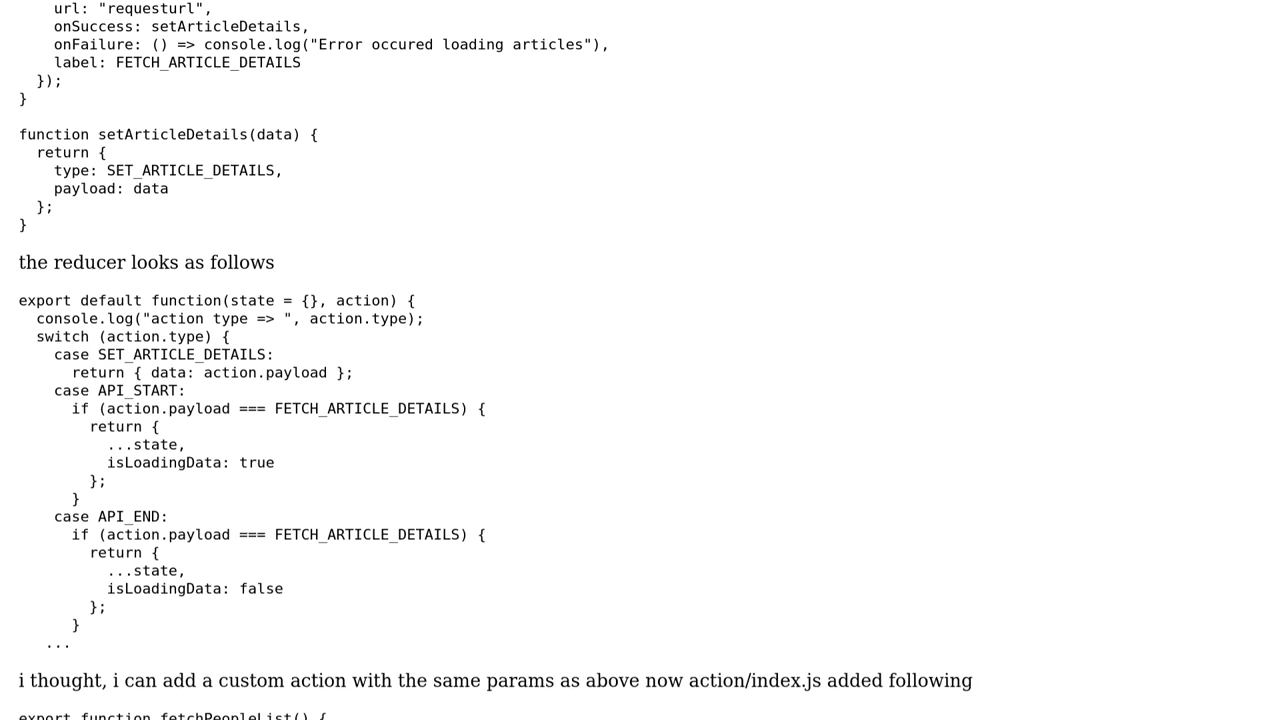 url: "requesturl",
onSuccess: setArticleDetails,
onFailure: () => console.log("Error occured loading articles"),
label: FETCH_ARTICLE_DETAILS
});
}
function setArticleDetails(data) {
return {
type: SET_ARTICLE_DETAILS,
payload: data
};
}
the reducer looks as follows
export default function(state = {}, action) {
console.log("action type => ", action.type);
switch (action.type) {
case SET_ARTICLE_DETAILS:
return { data: action.payload };
case API_START:
if (action.payload === FETCH_ARTICLE_DETAILS) {
return {
...state,
isLoadingData: true
};
}
case API_END:
if (action.payload === FETCH_ARTICLE_DETAILS) {
return {
...state,
isLoadingData: false
};
}
...
i thought, i can add a custom action with the same params as above now action/index.js added following
export function fetchPeopleList() {